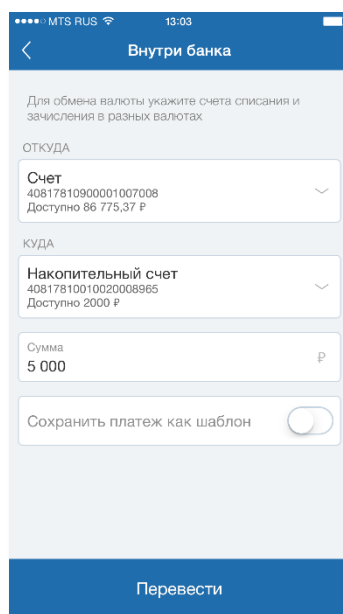 MTS RUS 13:03
Внутри банка
Для обмена валюты укажите счета списания и
зачисления в разных валютах
ОТКУДА
Счет
40817810900001007008
Доступно 86 775,37 ₽
КУДА
Накопительный счет
40817810010020008965
Доступно 2000 ₽
Сумма
5 000 ₽
Сохранить платеж как шаблон
Перевести